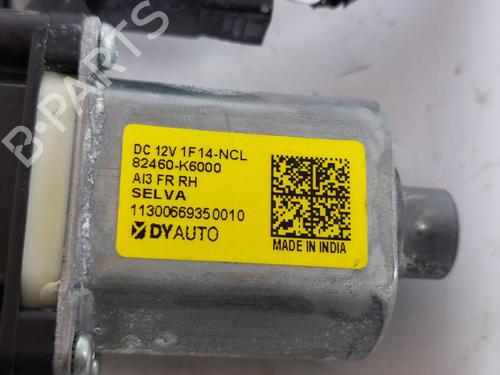 DC 12V 1F14-NCL
82460-K6000
AI3 FR RH
SELVA
11300669350010
DYAUTO
MADE IN INDIA
B-PARTS